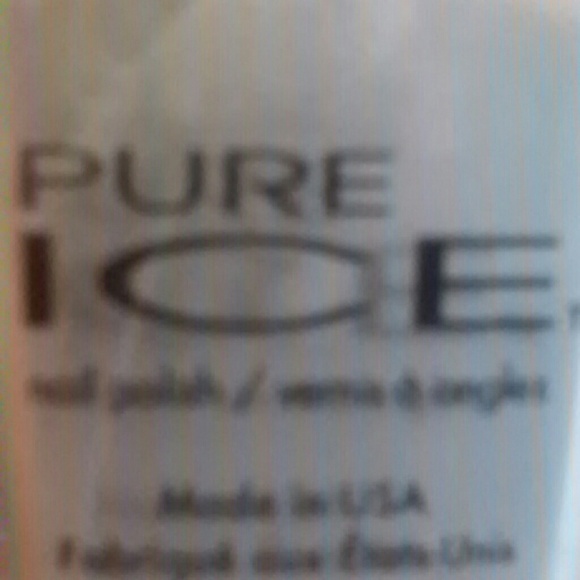 PURE
ICE
nail polish / vernis à ongles
Made in USA
Fabriqué aux États-Unis